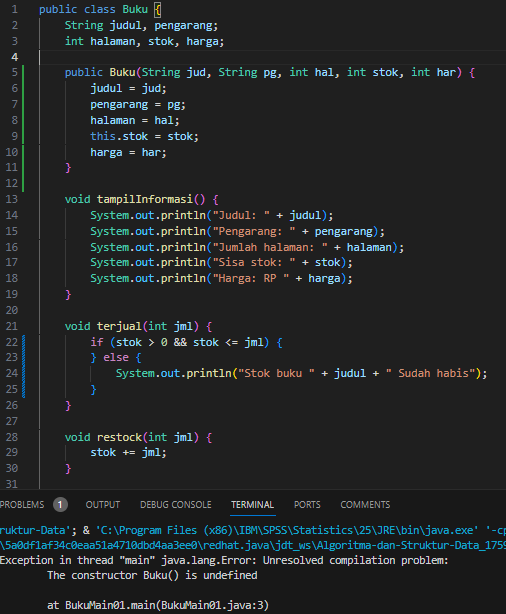 1 public class Buku {
2 String judul, pengarang;
3 int halaman, stok, harga;
4
5 public Buku(String jud, String pg, int hal, int stok, int har) {
6 judul = jud;
7 pengarang = pg;
8 halaman = hal;
9 this.stok = stok;
10 harga = har;
11 }
12
13 void tampilInformasi() {
14 System.out.println("Judul: " + judul);
15 System.out.println("Pengarang: " + pengarang);
16 System.out.println("Jumlah halaman: " + halaman);
17 System.out.println("Sisa stok: " + stok);
18 System.out.println("Harga: RP " + harga);
19 }
20
21 void terjual(int jml) {
22 if (stok > 0 && stok <= jml) {
23 } else {
24 System.out.println("Stok buku " + judul + " Sudah habis");
25 }
26 }
27
28 void restock(int jml) {
29 stok += jml;
30 }
31
PROBLEMS 1 OUTPUT DEBUG CONSOLE TERMINAL PORTS COMMENTS
ruktur-Data'; & 'C:\Program Files (x86)\IBM\SPSS\Statistics\25\JRE\bin\java.exe' '-cp
\5a0df1af34c0eaa51a4710dbd4aa3ee0\redhat.java\jdt_ws\Algoritma-dan-Struktur-Data_1759
Exception in thread "main" java.lang.Error: Unresolved compilation problem:
The constructor Buku() is undefined
at BukuMain01.main(BukuMain01.java:3)